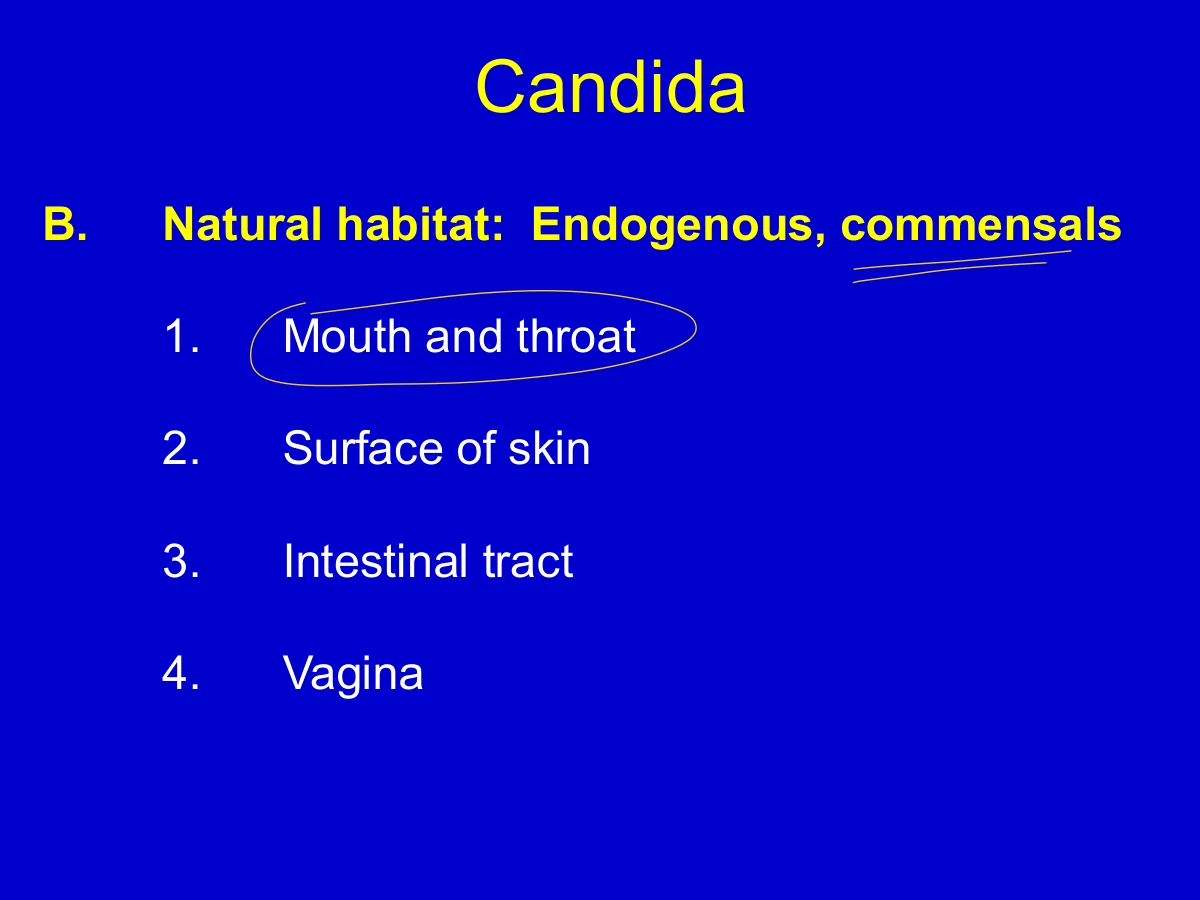 Candida
B. Natural habitat: Endogenous, commensals
1. Mouth and throat
2. Surface of skin
3. Intestinal tract
4. Vagina